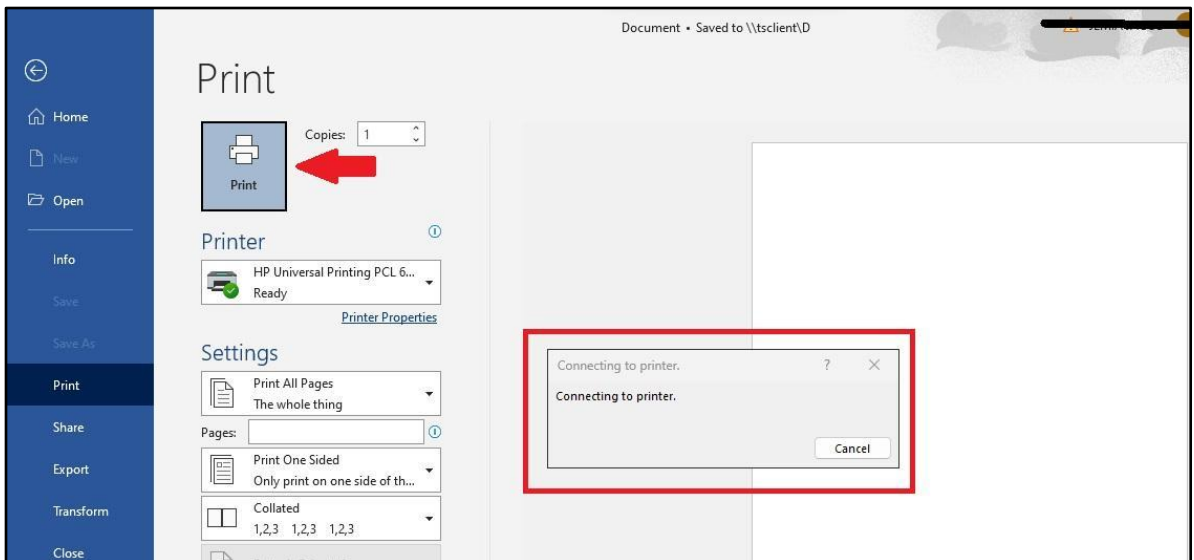 Document • Saved to \\tsclient\D
Print
Home
New
Open
Info
Save
Save As
Print
Share
Export
Transform
Close
Copies: 1
Print
Printer
HP Universal Printing PCL 6...
Ready
Printer Properties
Settings
Print All Pages
The whole thing
Pages:
Print One Sided
Only print on one side of th...
Collated
1,2,3 1,2,3 1,2,3
Connecting to printer.
?
Connecting to printer.
Cancel